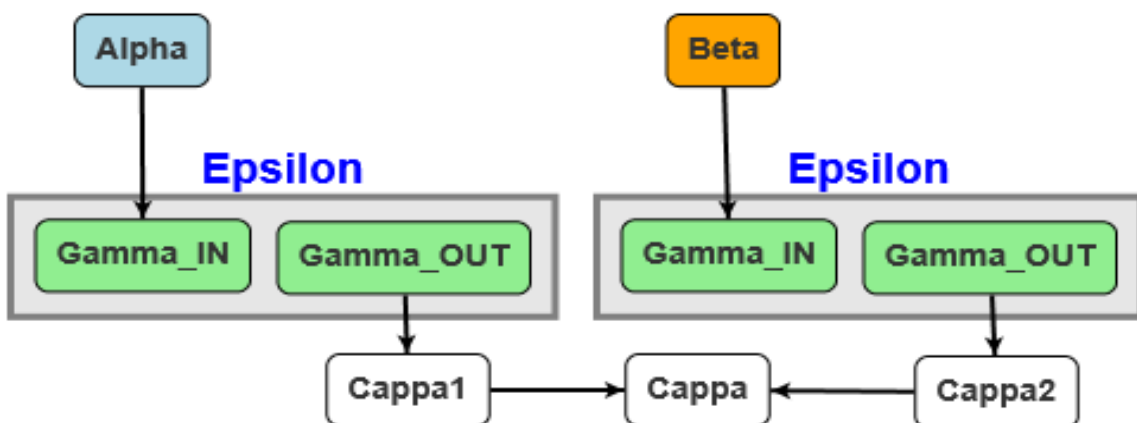 Alpha
Beta
Epsilon
Epsilon
Gamma_IN
Gamma_OUT
Gamma_IN
Gamma_OUT
Cappa1
Cappa
Cappa2